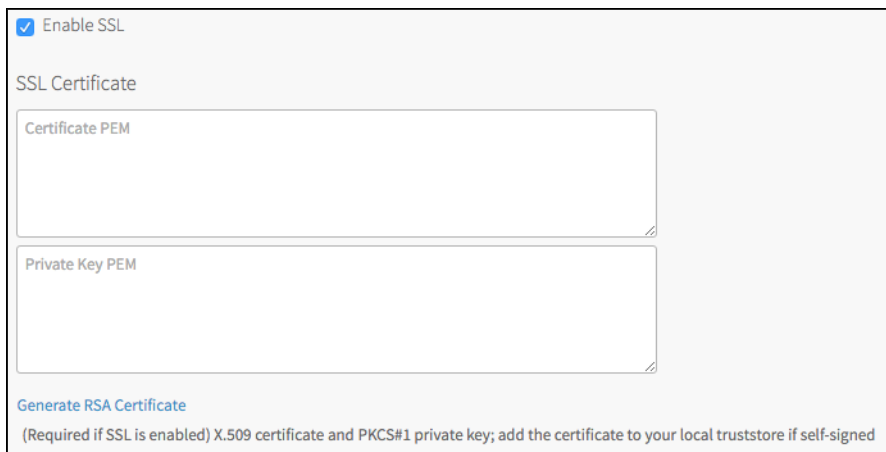 Enable SSL
SSL Certificate
Certificate PEM
Private Key PEM
Generate RSA Certificate
(Required if SSL is enabled) X.509 certificate and PKCS#1 private key; add the certificate to your local truststore if self-signed